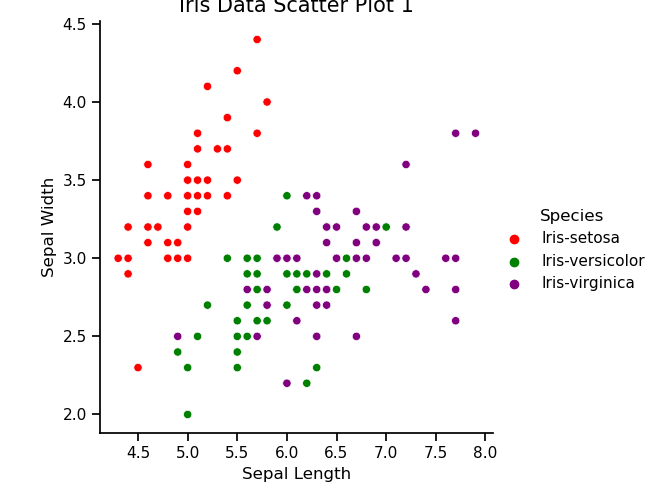 Iris Data Scatter Plot 1
4.5
4.0
3.5
3.0
2.5
2.0
Sepal Width
4.5 5.0 5.5 6.0 6.5 7.0 7.5 8.0
Sepal Length
Species
Iris-setosa
Iris-versicolor
Iris-virginica